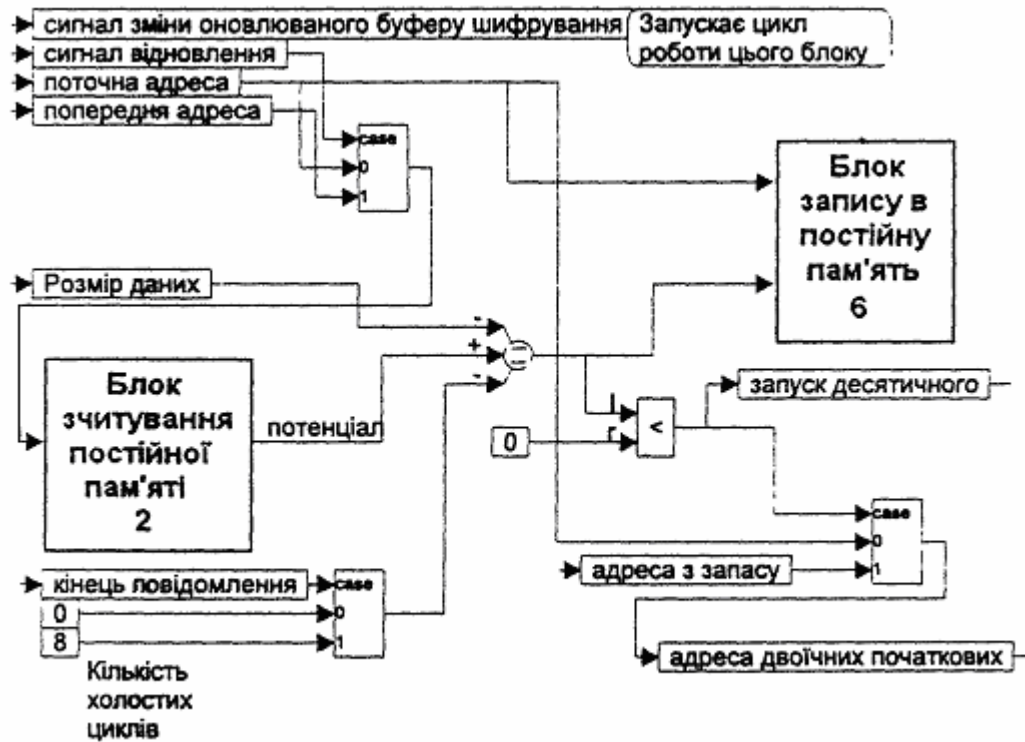 сигнал зміни оновлюваного буферу шифрування
Запускає цикл
роботи цього блоку
сигнал відновлення
поточна адреса
попередня адреса
case
0
1
Блок
запису в
постійну
пам'ять
6
Розмір даних
-
+
-
Блок
зчитування
постійної
пам'яті
2
потенціал
0
<
запуск десятичного
case
0
1
адреса з запасу
кінець повідомлення
0
8
case
0
1
адреса двоїчних початкових
Кількість
холостих
циклів